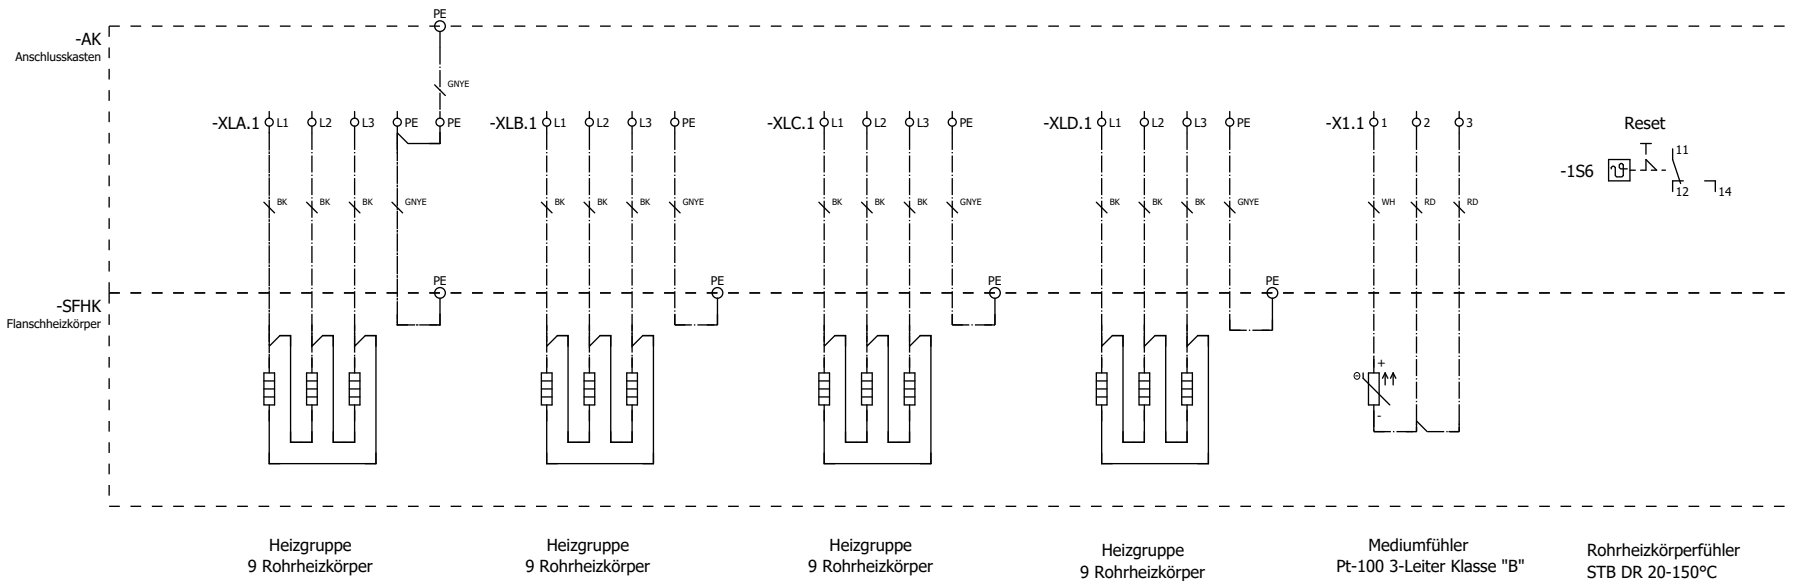 PE
-AK
Anschlusskasten
GNYE
-XLA.1 L1 L2 L3 PE PE
-XLB.1 L1 L2 L3 PE
-XLC.1 L1 L2 L3 PE
-XLD.1 L1 L2 L3 PE
-X1.1 1 2 3
Reset
-1S6
11
12
14
BK BK BK GNYE
BK BK BK GNYE
BK BK BK GNYE
BK BK BK GNYE
WH RD RD
PE
PE
PE
PE
-SFHK
Flanschheizkörper
+
Θ
-
Heizgruppe
9 Rohrheizkörper
Heizgruppe
9 Rohrheizkörper
Heizgruppe
9 Rohrheizkörper
Heizgruppe
9 Rohrheizkörper
Mediumfühler
Pt-100 3-Leiter Klasse "B"
Rohrheizkörperfühler
STB DR 20-150°C